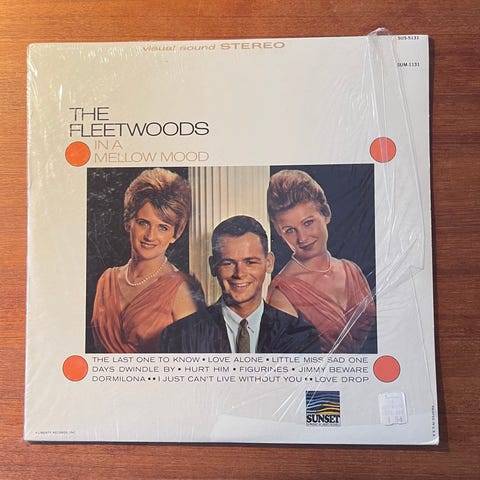 visual sound STEREO
SUS-5131
SUM-1131
THE
FLEETWOODS
IN A
MELLOW MOOD
THE LAST ONE TO KNOW • LOVE ALONE • LITTLE MISS SAD ONE
DAYS DWINDLE BY • HURT HIM • FIGURINES • JIMMY BEWARE
DORMILONA • I JUST CAN'T LIVE WITHOUT YOU • LOVE DROP
SUNSET